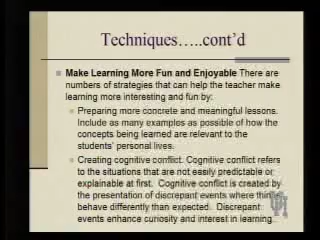 Techniques…..cont'd
Make Learning More Fun and Enjoyable There are
numbers of strategies that can help the teacher make
learning more interesting and fun by:
Preparing more concrete and meaningful lessons.
Include as many examples as possible of how the
concepts being learned are relevant to the
students' personal lives.
Creating cognitive conflict. Cognitive conflict refers
to the situations that are not easily predictable or
explainable at first. Cognitive conflict is created by
the presentation of discrepant events where things
behave differently than expected. Discrepant
events enhance curiosity and interest in learning.